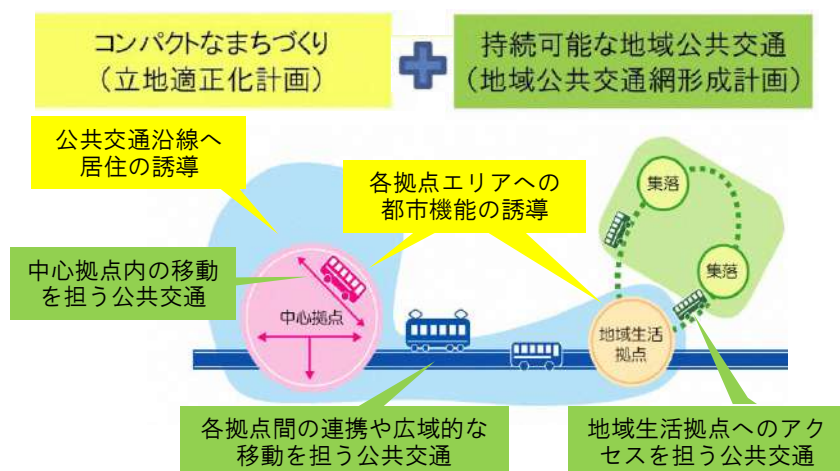 コンパクトなまちづくり
（立地適正化計画）
持続可能な地域公共交通
（地域公共交通網形成計画）
公共交通沿線へ
居住の誘導
各拠点エリアへの
都市機能の誘導
集落
中心拠点内の移動
を担う公共交通
集落
中心拠点
地域生活
拠点
各拠点間の連携や広域的な
移動を担う公共交通
地域生活拠点へのアク
セスを担う公共交通